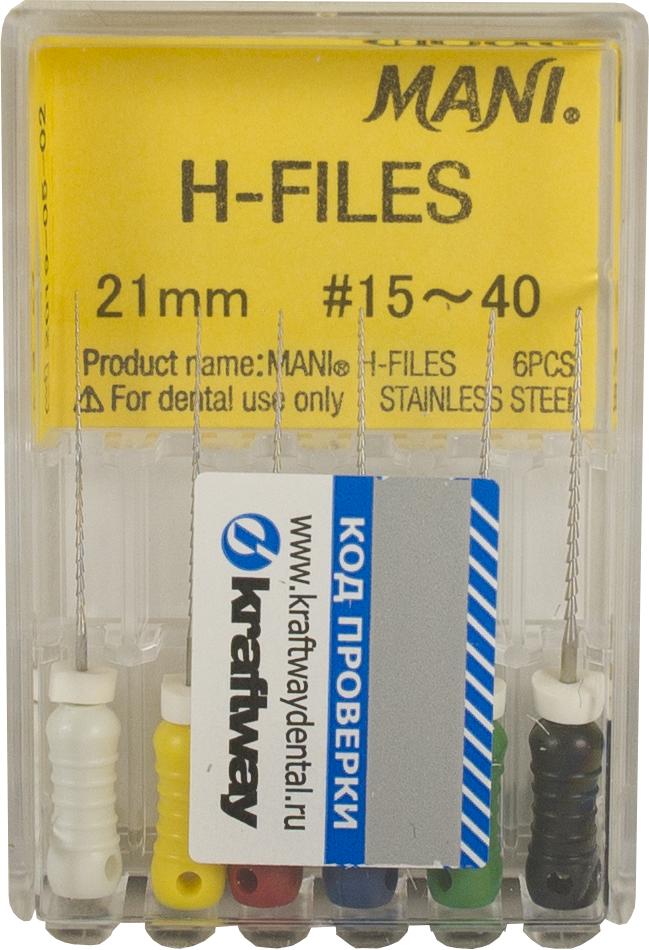 MANI®
H-FILES
21mm #15～40
Product name:MANI® H-FILES 6PCS
⚠ For dental use only STAINLESS STEEL
КОД ПРОВЕРКИ
www.kraftwaydental.ru
kraftway